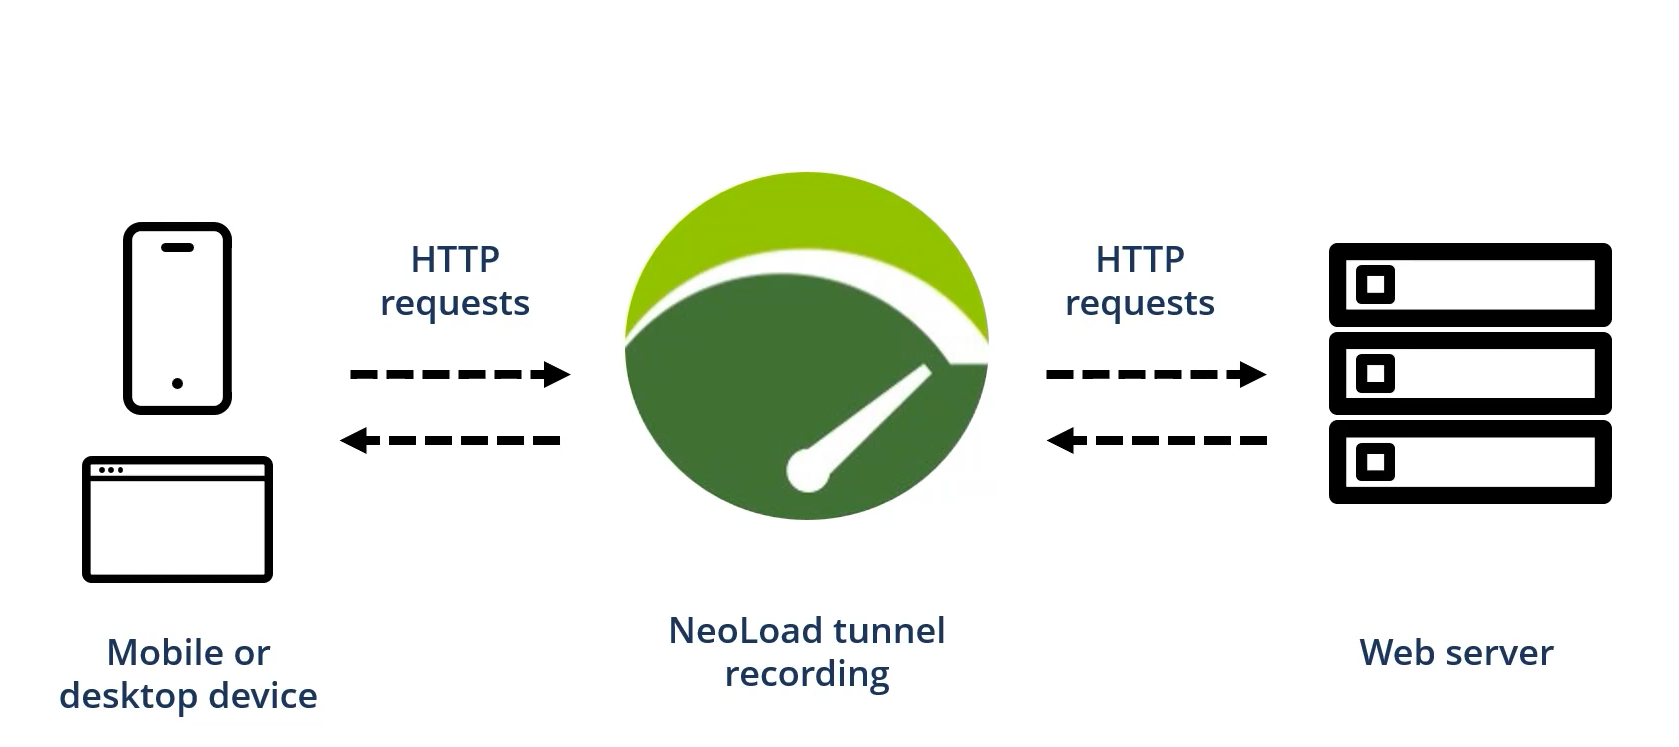 HTTP
requests
HTTP
requests
NeoLoad tunnel
recording
Mobile or
desktop device
Web server